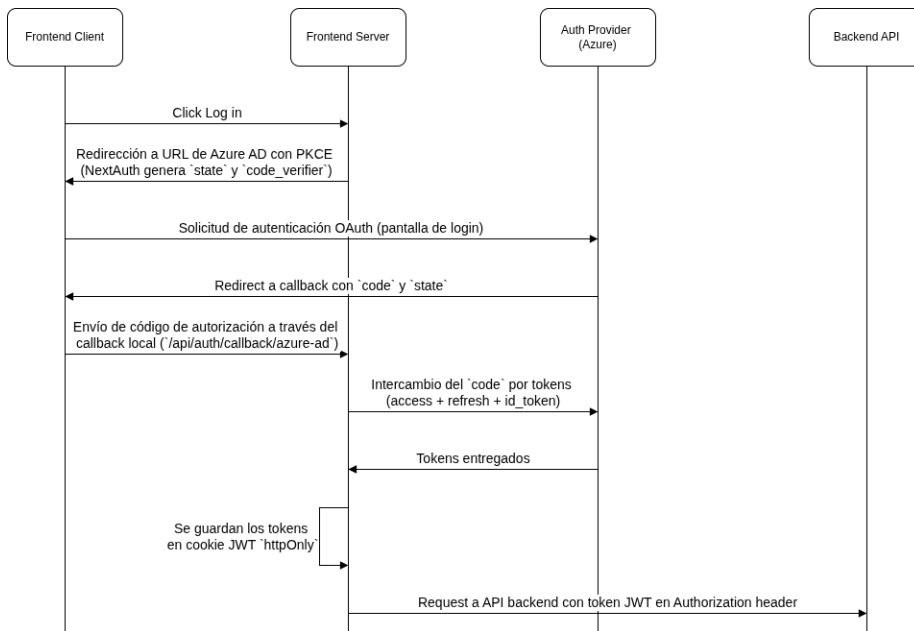 Frontend Client
Frontend Server
Auth Provider
(Azure)
Backend API
Click Log in
Redirección a URL de Azure AD con PKCE
(NextAuth genera `state` y `code_verifier`)
Solicitud de autenticación OAuth (pantalla de login)
Redirect a callback con `code` y `state`
Envío de código de autorización a través del
callback local (`/api/auth/callback/azure-ad`)
Intercambio del `code` por tokens
(access + refresh + id_token)
Tokens entregados
Se guardan los tokens
en cookie JWT `httpOnly`
Request a API backend con token JWT en Authorization header